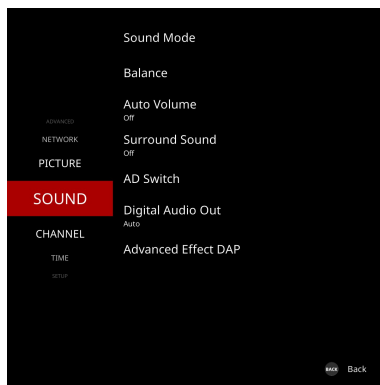 ADVANCED
NETWORK
PICTURE
SOUND
CHANNEL
TIME
SETUP
Sound Mode
Balance
Auto Volume
Off
Surround Sound
Off
AD Switch
Digital Audio Out
Auto
Advanced Effect DAP
BACK Back